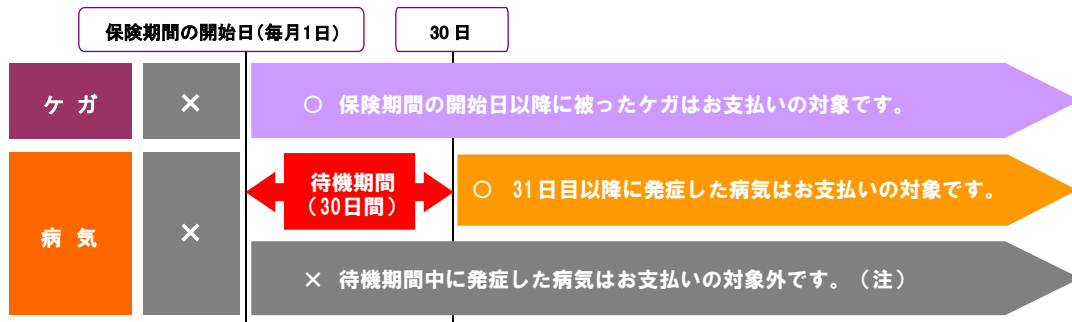 保険期間の開始日(毎月1日)
30日
ケガ
×
○ 保険期間の開始日以降に被ったケガはお支払いの対象です。
病気
×
待機期間
(30日間)
○ 31日目以降に発症した病気はお支払いの対象です。
× 待機期間中に発症した病気はお支払いの対象外です。(注)